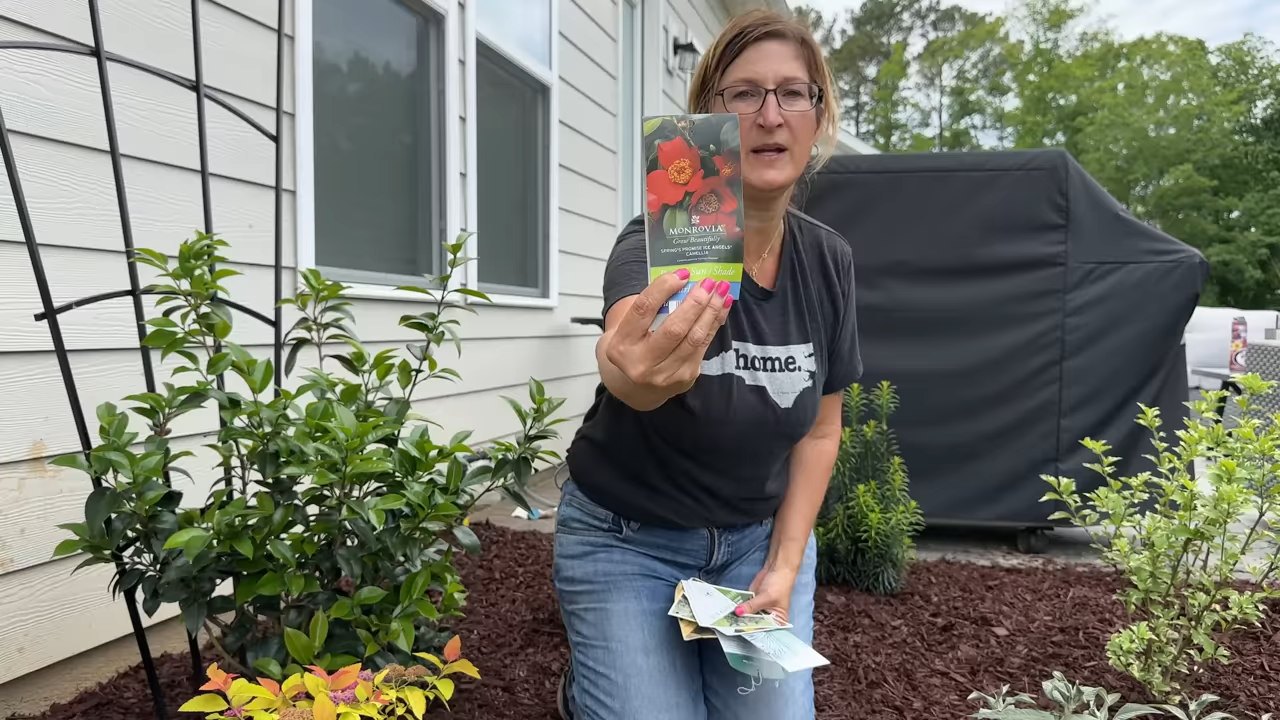 MONROVIA
Grow Beautifully
SPRING'S PROMISE ICE ANGELS®
CAMELLIA
Sun / Shade
home.